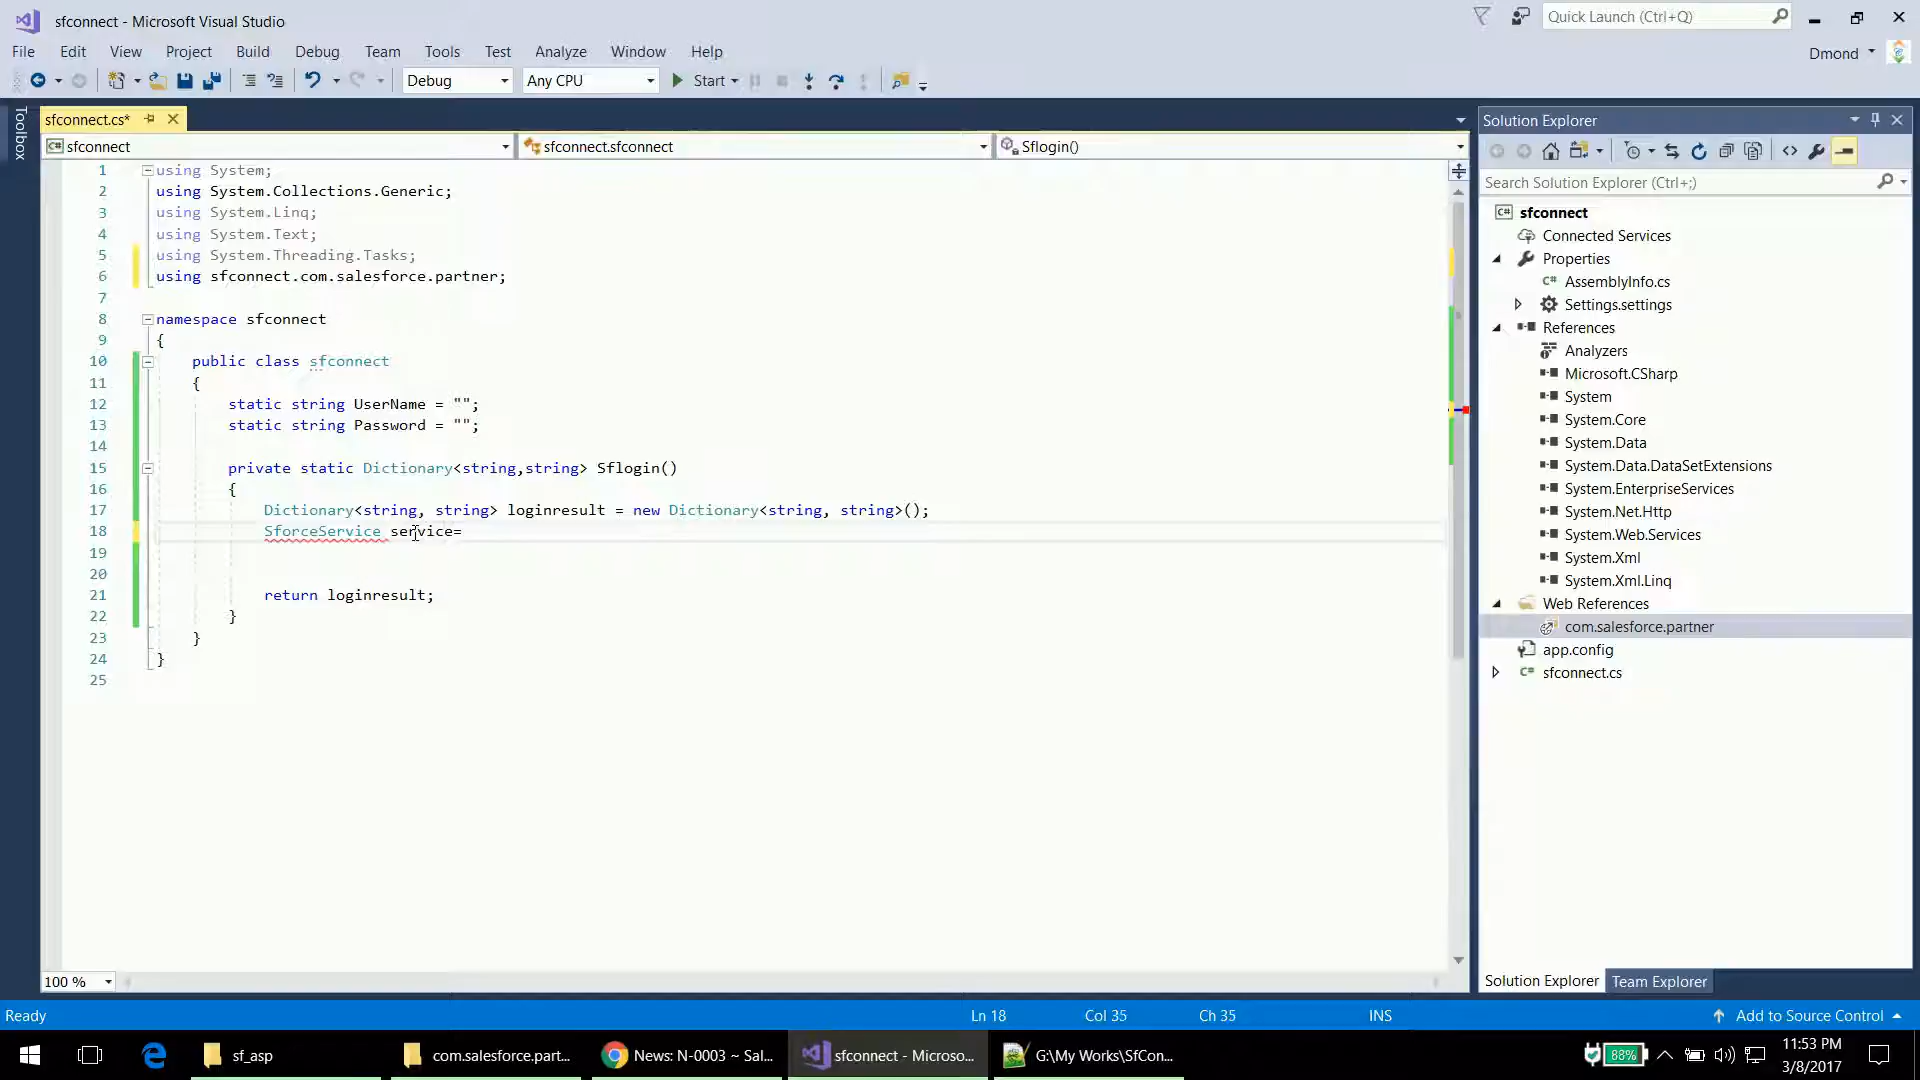 sfconnect - Microsoft Visual Studio
Quick Launch (Ctrl+Q)
File Edit View Project Build Debug Team Tools Test Analyze Window Help
Dmond
Debug Any CPU Start
Toolbox
sfconnect.cs*
sfconnect sfconnect.sfconnect Sflogin()
1 using System;
2 using System.Collections.Generic;
3 using System.Linq;
4 using System.Text;
5 using System.Threading.Tasks;
6 using sfconnect.com.salesforce.partner;
7
8 namespace sfconnect
9 {
10 public class sfconnect
11 {
12 static string UserName = "";
13 static string Password = "";
14
15 private static Dictionary<string,string> Sflogin()
16 {
17 Dictionary<string, string> loginresult = new Dictionary<string, string>();
18 SforceService service=
19
20
21 return loginresult;
22 }
23 }
24 }
25
100 %
Solution Explorer
Search Solution Explorer (Ctrl+;)
C# sfconnect
Connected Services
Properties
C# AssemblyInfo.cs
Settings.settings
References
Analyzers
Microsoft.CSharp
System
System.Core
System.Data
System.Data.DataSetExtensions
System.EnterpriseServices
System.Net.Http
System.Web.Services
System.Xml
System.Xml.Linq
Web References
com.salesforce.partner
app.config
C# sfconnect.cs
Solution Explorer Team Explorer
Ready Ln 18 Col 35 Ch 35 INS Add to Source Control
sf_asp com.salesforce.part... News: N-0003 ~ Sal... sfconnect - Microso... G:\My Works\SfCon...
88%
11:53 PM
3/8/2017